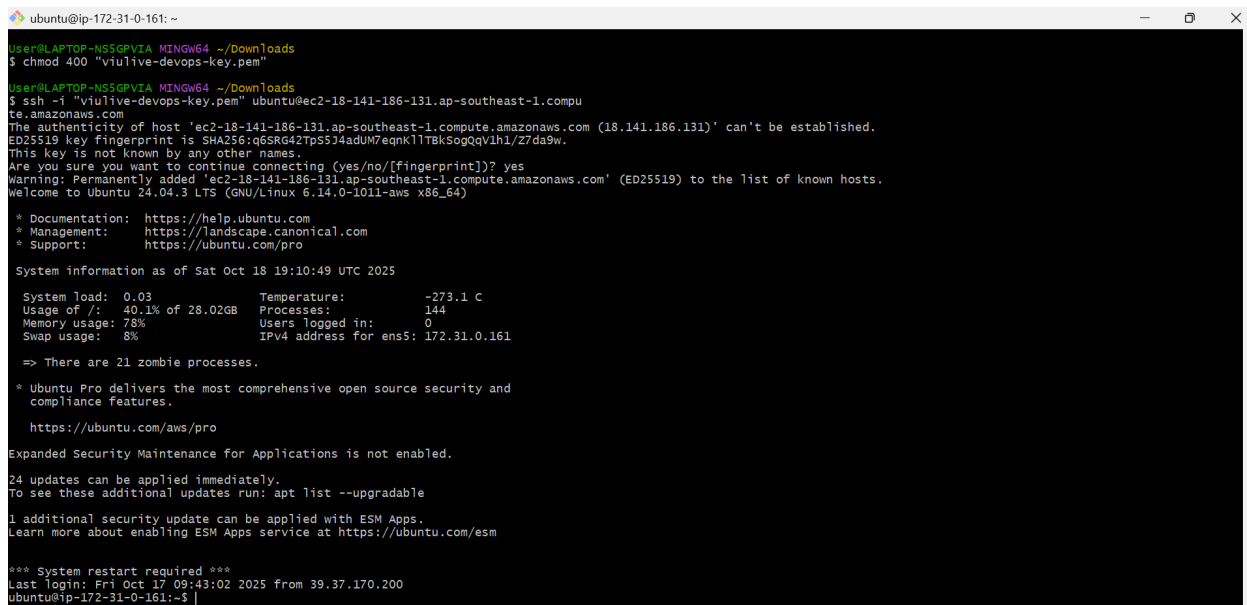 ubuntu@ip-172-31-0-161: ~
User@LAPTOP-NS5GPVIA MINGW64 ~/Downloads
$ chmod 400 "viulive-devops-key.pem"
User@LAPTOP-NS5GPVIA MINGW64 ~/Downloads
$ ssh -i "viulive-devops-key.pem" ubuntu@ec2-18-141-186-131.ap-southeast-1.compu
te.amazonaws.com
The authenticity of host 'ec2-18-141-186-131.ap-southeast-1.compute.amazonaws.com (18.141.186.131)' can't be established.
ED25519 key fingerprint is SHA256:q6SRG42TpS5J4adUM7eqnKllTBkSogQqV1h1/Z7da9w.
This key is not known by any other names.
Are you sure you want to continue connecting (yes/no/[fingerprint])? yes
Warning: Permanently added 'ec2-18-141-186-131.ap-southeast-1.compute.amazonaws.com' (ED25519) to the list of known hosts.
Welcome to Ubuntu 24.04.3 LTS (GNU/Linux 6.14.0-1011-aws x86_64)
* Documentation: https://help.ubuntu.com
* Management: https://landscape.canonical.com
* Support: https://ubuntu.com/pro
System information as of Sat Oct 18 19:10:49 UTC 2025
System load: 0.03 Temperature: -273.1 C
Usage of /: 40.1% of 28.02GB Processes: 144
Memory usage: 78% Users logged in: 0
Swap usage: 8% IPv4 address for ens5: 172.31.0.161
=> There are 21 zombie processes.
* Ubuntu Pro delivers the most comprehensive open source security and
compliance features.
https://ubuntu.com/aws/pro
Expanded Security Maintenance for Applications is not enabled.
24 updates can be applied immediately.
To see these additional updates run: apt list --upgradable
1 additional security update can be applied with ESM Apps.
Learn more about enabling ESM Apps service at https://ubuntu.com/esm
*** System restart required ***
Last login: Fri Oct 17 09:43:02 2025 from 39.37.170.200
ubuntu@ip-172-31-0-161:~$